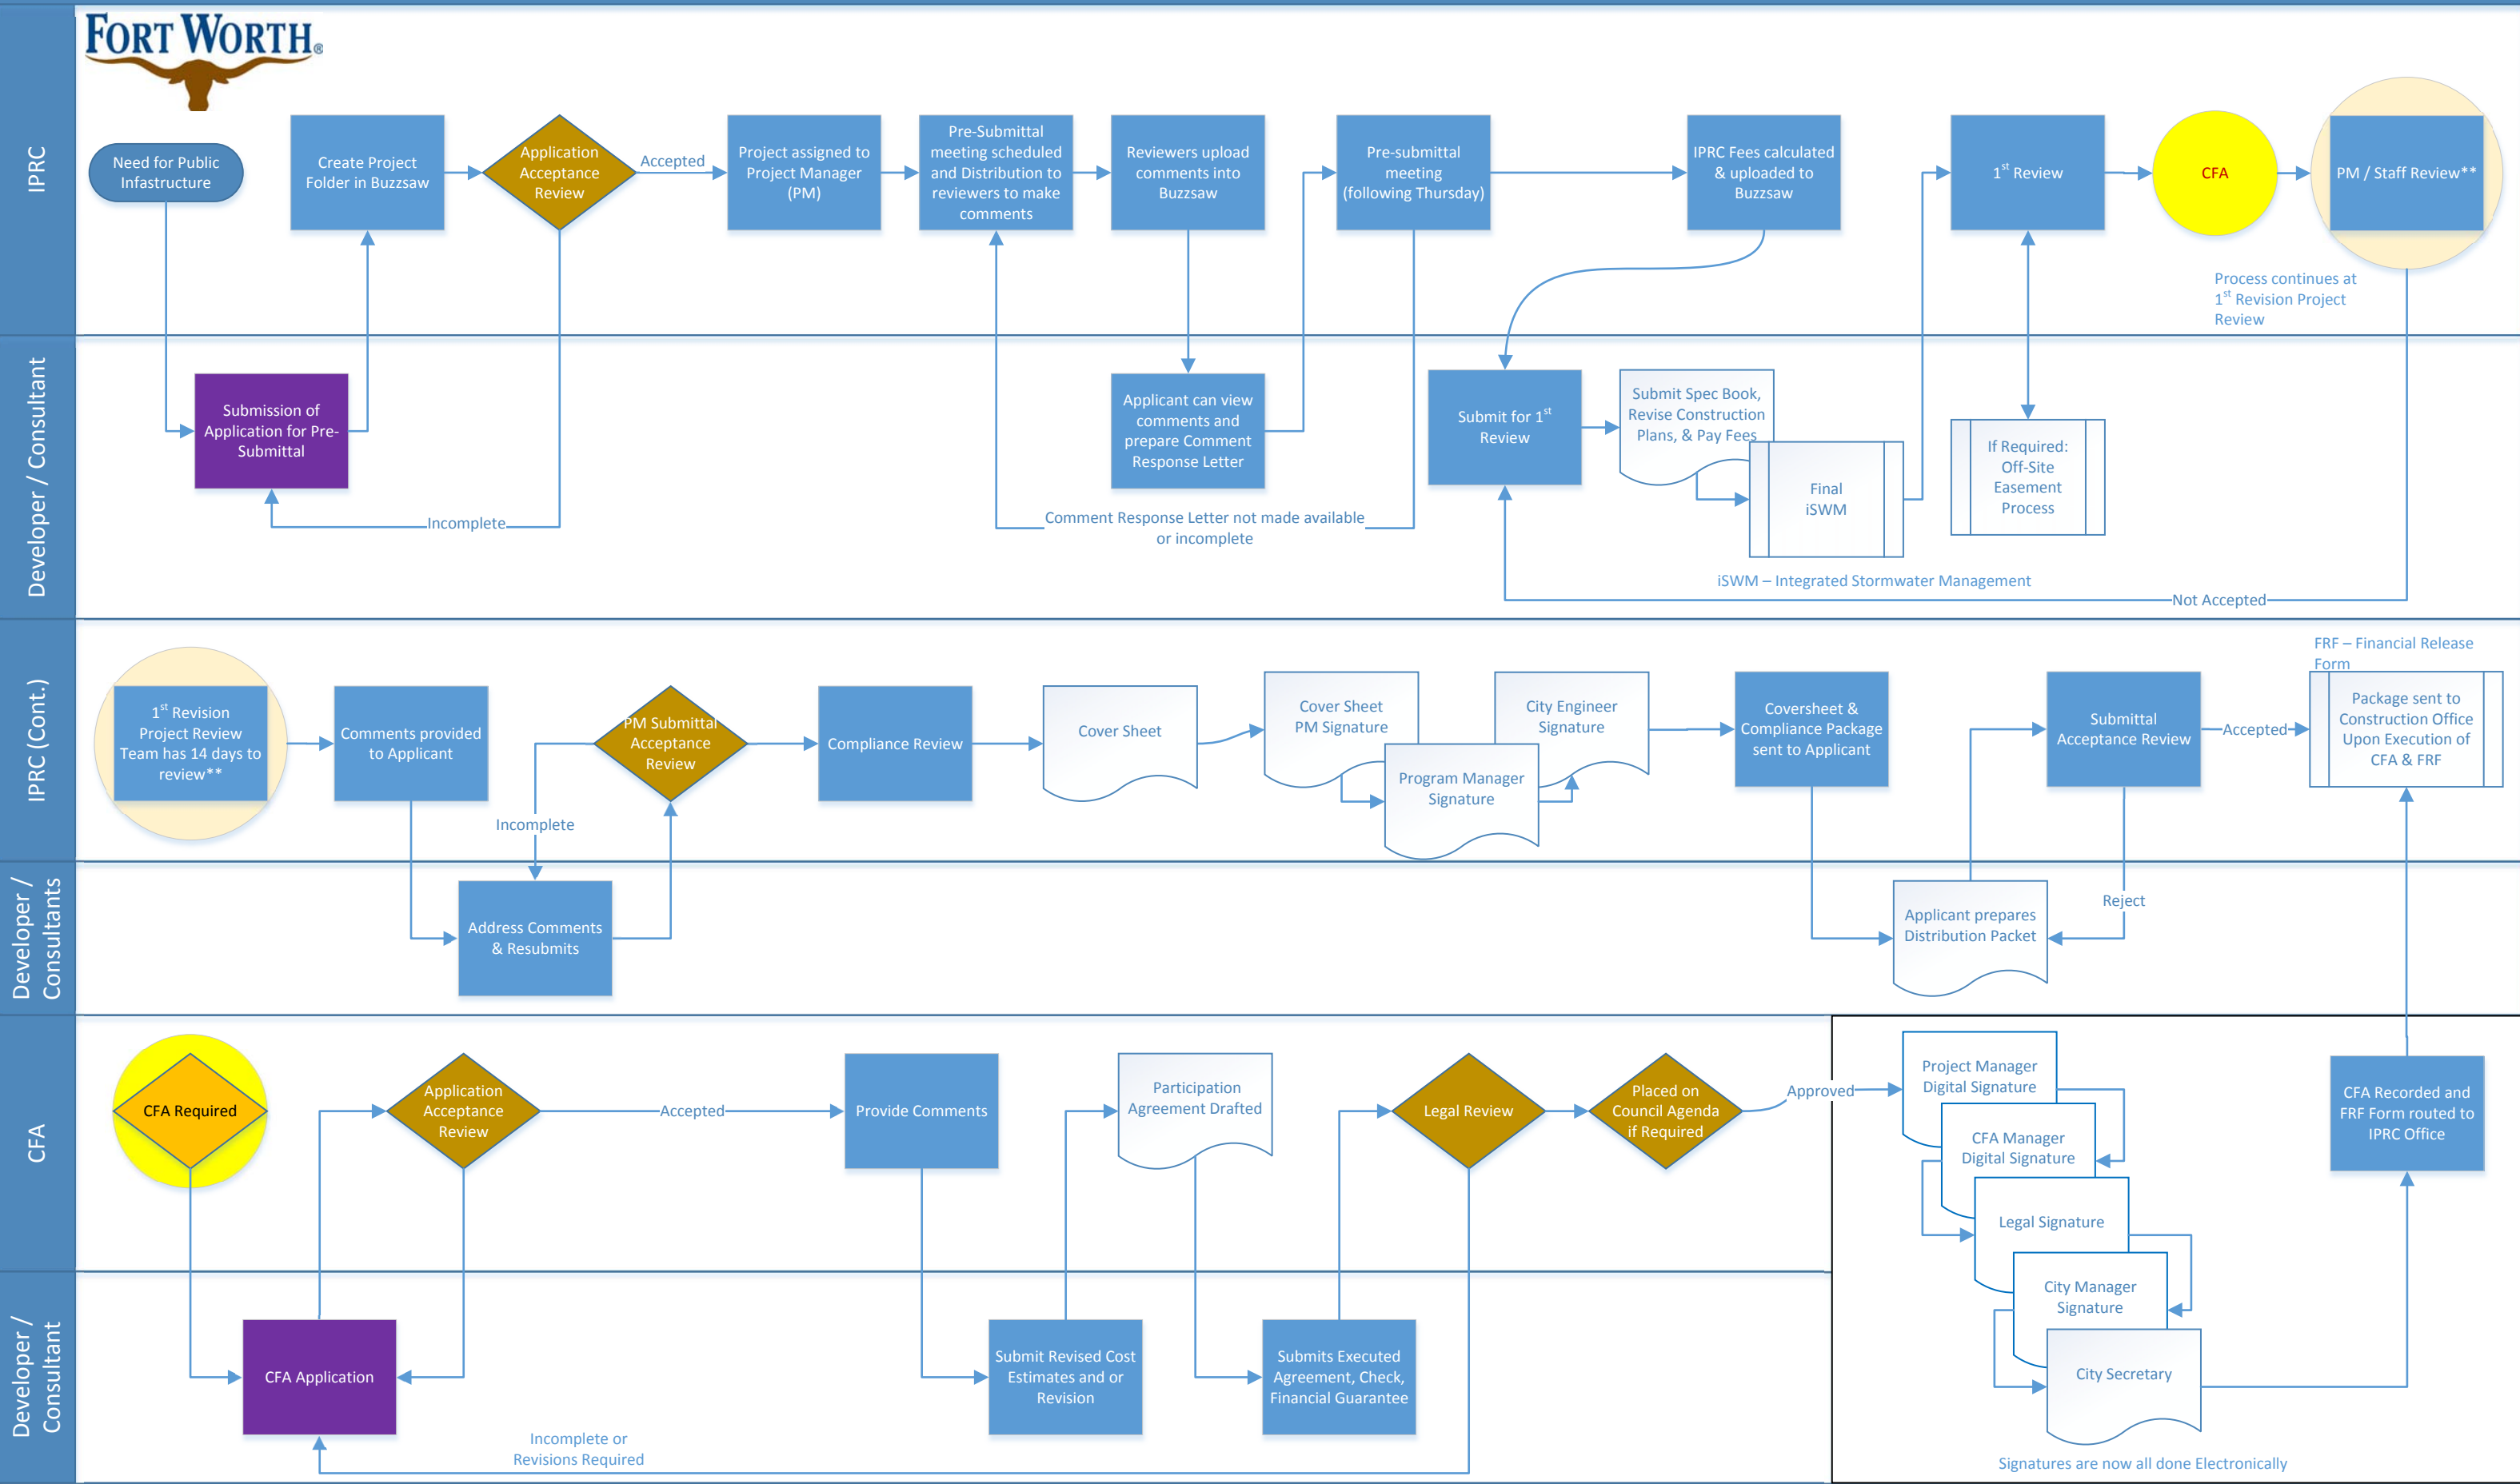 FORT WORTH®
IPRC
Need for Public
Infastructure
Create Project
Folder in Buzzsaw
Application
Acceptance
Review
Accepted
Project assigned to
Project Manager
(PM)
Pre-Submittal
meeting scheduled
and Distribution to
reviewers to make
comments
Reviewers upload
comments into
Buzzsaw
Pre-submittal
meeting
(following Thursday)
IPRC Fees calculated
& uploaded to
Buzzsaw
1st Review
CFA
PM / Staff Review**
Process continues at
1st Revision Project
Review
Developer / Consultant
Submission of
Application for Pre-
Submittal
Incomplete
Applicant can view
comments and
prepare Comment
Response Letter
Comment Response Letter not made available
or incomplete
Submit for 1st
Review
Submit Spec Book,
Revise Construction
Plans, & Pay Fees
Final
iSWM
If Required:
Off-Site
Easement
Process
iSWM – Integrated Stormwater Management
Not Accepted
IPRC (Cont.)
1st Revision
Project Review
Team has 14 days to
review**
Comments provided
to Applicant
Incomplete
PM Submittal
Acceptance
Review
Compliance Review
Cover Sheet
Cover Sheet
PM Signature
Program Manager
Signature
City Engineer
Signature
Coversheet &
Compliance Package
sent to Applicant
Submittal
Acceptance Review
Accepted
FRF – Financial Release
Form
Package sent to
Construction Office
Upon Execution of
CFA & FRF
Developer /
Consultants
Address Comments
& Resubmits
Applicant prepares
Distribution Packet
Reject
CFA
CFA Required
Application
Acceptance
Review
Accepted
Provide Comments
Participation
Agreement Drafted
Legal Review
Placed on
Council Agenda
if Required
Approved
Project Manager
Digital Signature
CFA Manager
Digital Signature
Legal Signature
City Manager
Signature
City Secretary
CFA Recorded and
FRF Form routed to
IPRC Office
Developer /
Consultant
CFA Application
Submit Revised Cost
Estimates and or
Revision
Submits Executed
Agreement, Check,
Financial Guarantee
Incomplete or
Revisions Required
Signatures are now all done Electronically